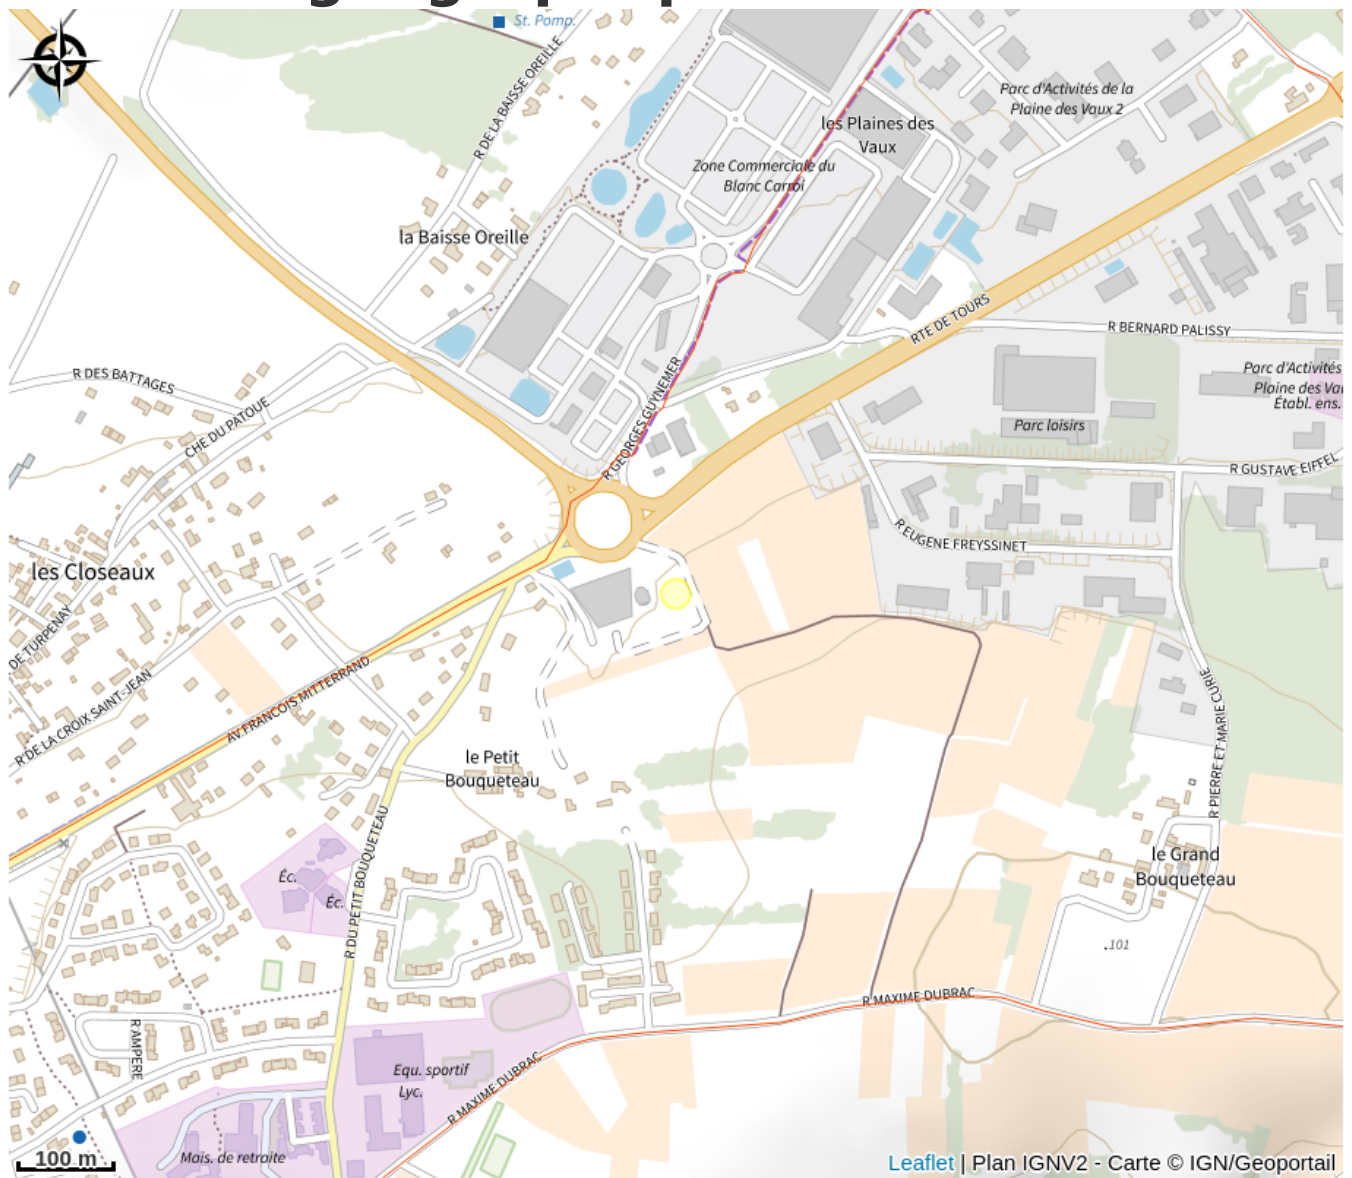 St. Pomp.
R DE LA BAISSE OREILLE
Parc d'Activités de la
Plaine des Vaux 2
les Plaines des
Vaux
Zone Commerciale du
Blanc Carroi
la Baisse Oreille
RTE DE TOURS
R BERNARD PALISSY
R DES BATTAGES
CHE DU PATOUE
R GEORGES GUYNEMER
Parc d'Activités
Plaine des Va
Établ. ens.
Parc loisirs
R GUSTAVE EIFFEL
R EUGENE FREYSSINET
les Closeaux
DE TURPENAY
R DE LA CROIX SAINT-JEAN
AV FRANCOIS MITTERRAND
R PIERRE ET MARIE CURIE
le Petit
Bouqueteau
R DU PETIT BOUQUETEAU
le Grand
Bouqueteau
Éc.
Éc.
.101
R MAXIME DUBRAC
R AMPERE
Equ. sportif
Lyc.
R MAXIME DUBRAC
Mais. de retraite
100 m
Leaflet | Plan IGNV2 - Carte © IGN/Geoportail